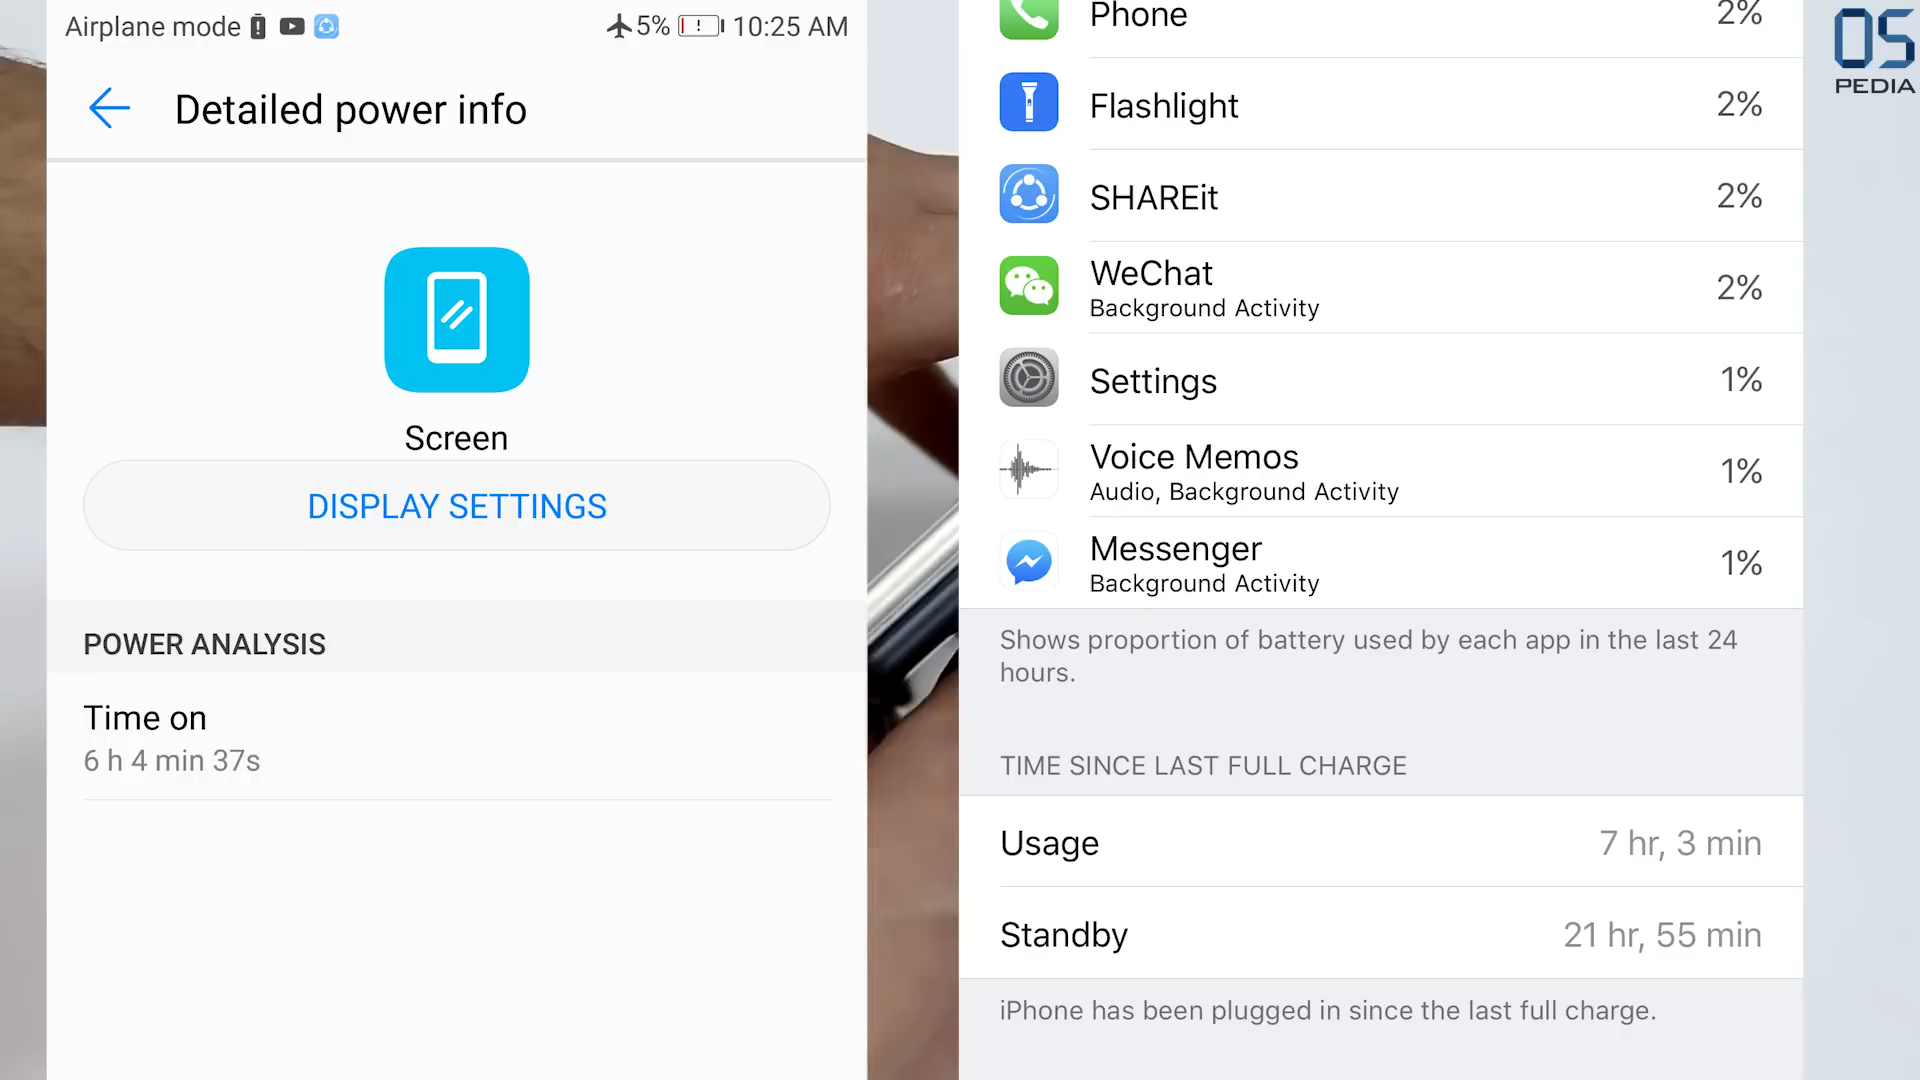 Airplane mode
5%
10:25 AM
Detailed power info
Screen
DISPLAY SETTINGS
POWER ANALYSIS
Time on
6 h 4 min 37s
Phone 2%
Flashlight 2%
SHAREit 2%
WeChat 2%
Background Activity
Settings 1%
Voice Memos 1%
Audio, Background Activity
Messenger 1%
Background Activity
Shows proportion of battery used by each app in the last 24
hours.
TIME SINCE LAST FULL CHARGE
Usage 7 hr, 3 min
Standby 21 hr, 55 min
iPhone has been plugged in since the last full charge.
OS
PEDIA